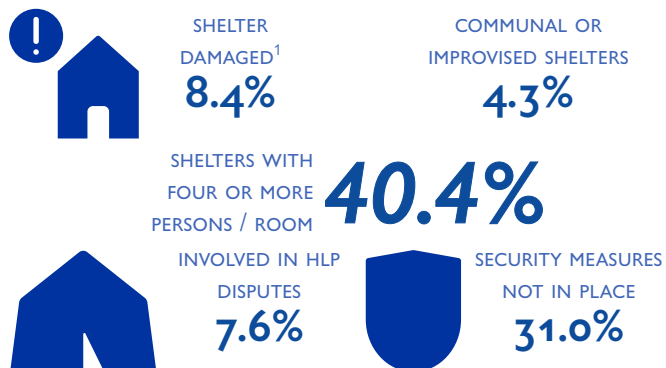 !
SHELTER
DAMAGED1
8.4%
COMMUNAL OR
IMPROVISED SHELTERS
4.3%
SHELTERS WITH
FOUR OR MORE
PERSONS / ROOM
40.4%
INVOLVED IN HLP
DISPUTES
7.6%
SECURITY MEASURES
NOT IN PLACE
31.0%